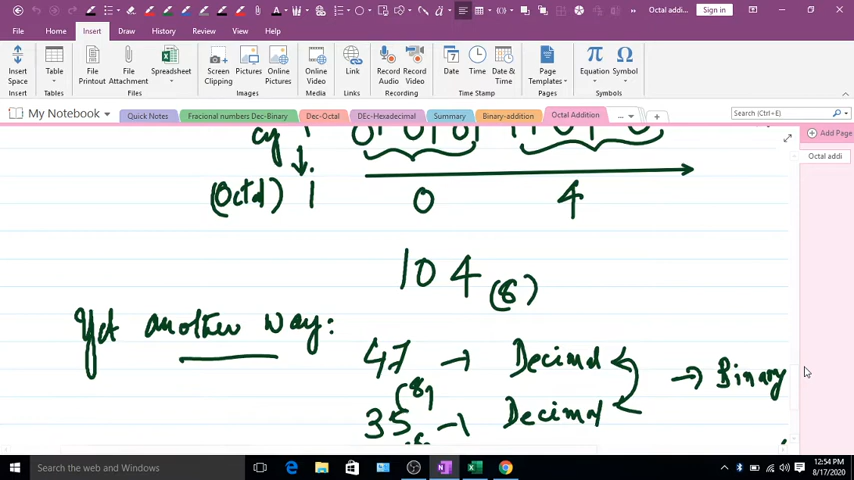 Octal addi...
Sign in
File Home Insert Draw History Review View Help
Insert Space
Table
File Printout
File Attachment
Spreadsheet
Screen Clipping
Pictures
Online Pictures
Online Video
Link
Record Audio
Record Video
Date
Time
Date & Time
Page Templates
Equation
Symbol
Insert Tables Files Images Media Links Recording Time Stamp Pages Symbols
My Notebook Quick Notes Fractional numbers Dec-Binary Dec-Octal DEc-Hexadecimal Summary Binary-addition Octal Addition ... Search (Ctrl+E)
Add Page
Octal addi
cy 1
(Octal) 1 0 4
104 (8)
Yet another way:
47 (8) → Decimal → Binary
35 → Decimal
Search the web and Windows
12:54 PM
8/17/2020